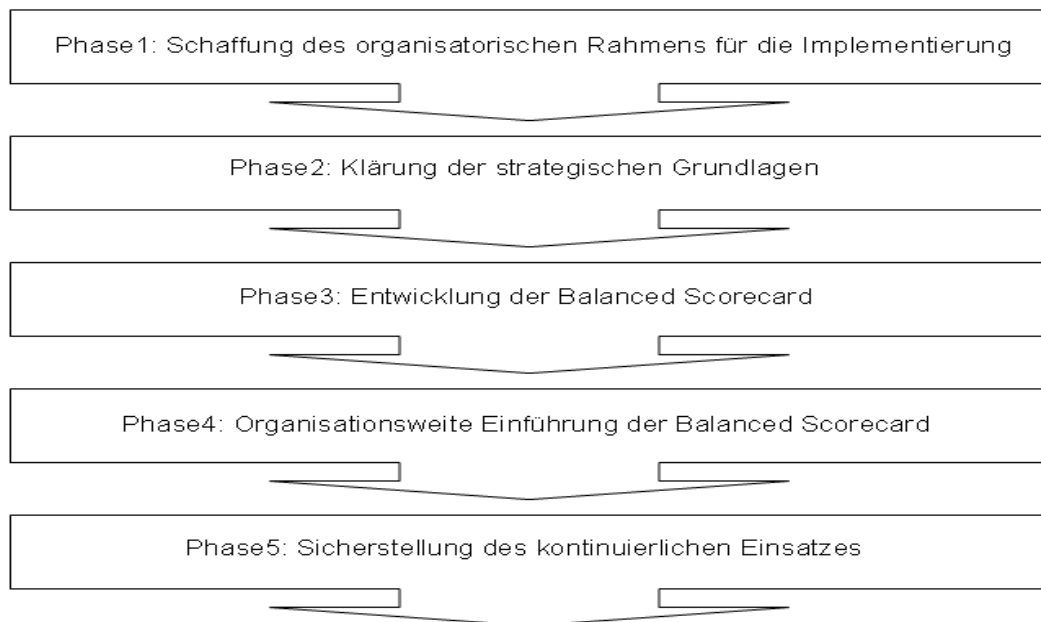 Phase1: Schaffung des organisatorischen Rahmens für die Implementierung
Phase2: Klärung der strategischen Grundlagen
Phase3: Entwicklung der Balanced Scorecard
Phase4: Organisationsweite Einführung der Balanced Scorecard
Phase5: Sicherstellung des kontinuierlichen Einsatzes